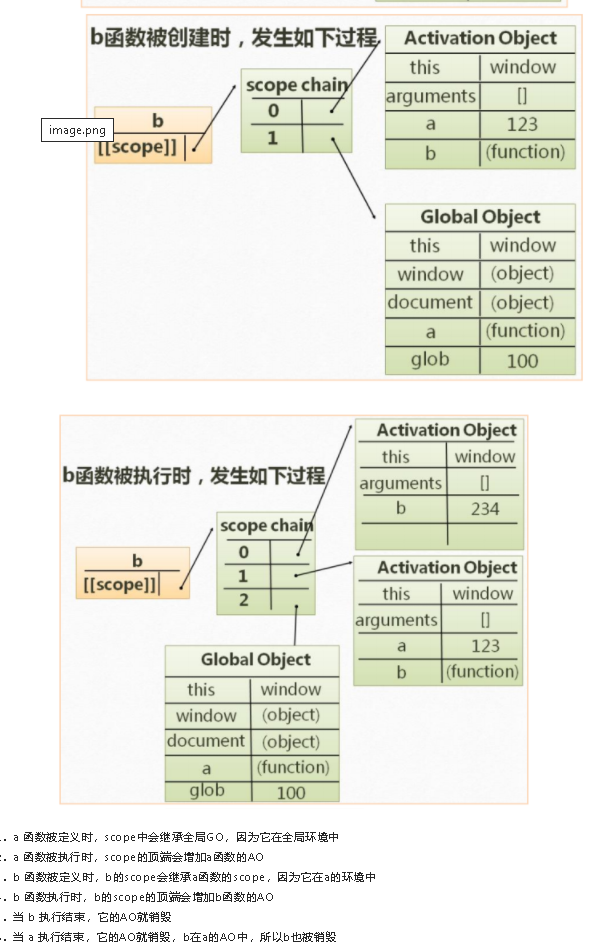 b函数被创建时，发生如下过程
Activation Object
this window
arguments []
a 123
b (function)
scope chain
0
1
b
[[scope]]
image.png
Global Object
this window
window (object)
document (object)
a (function)
glob 100
b函数被执行时，发生如下过程
Activation Object
this window
arguments []
b 234
scope chain
0
1
2
b
[[scope]]
Activation Object
this window
arguments []
a 123
b (function)
Global Object
this window
window (object)
document (object)
a (function)
glob 100
. a 函数被定义时，scope中会继承全局GO，因为它在全局环境中
. a 函数被执行时，scope的顶端会增加a函数的AO
. b 函数被定义时，b的scope会继承a函数的scope，因为它在a的环境中
. b 函数执行时，b的scope的顶端会增加b函数的AO
. 当 b 执行结束，它的AO就销毁
. 当 a 执行结束，它的AO就销毁，b在a的AO中，所以b也被销毁